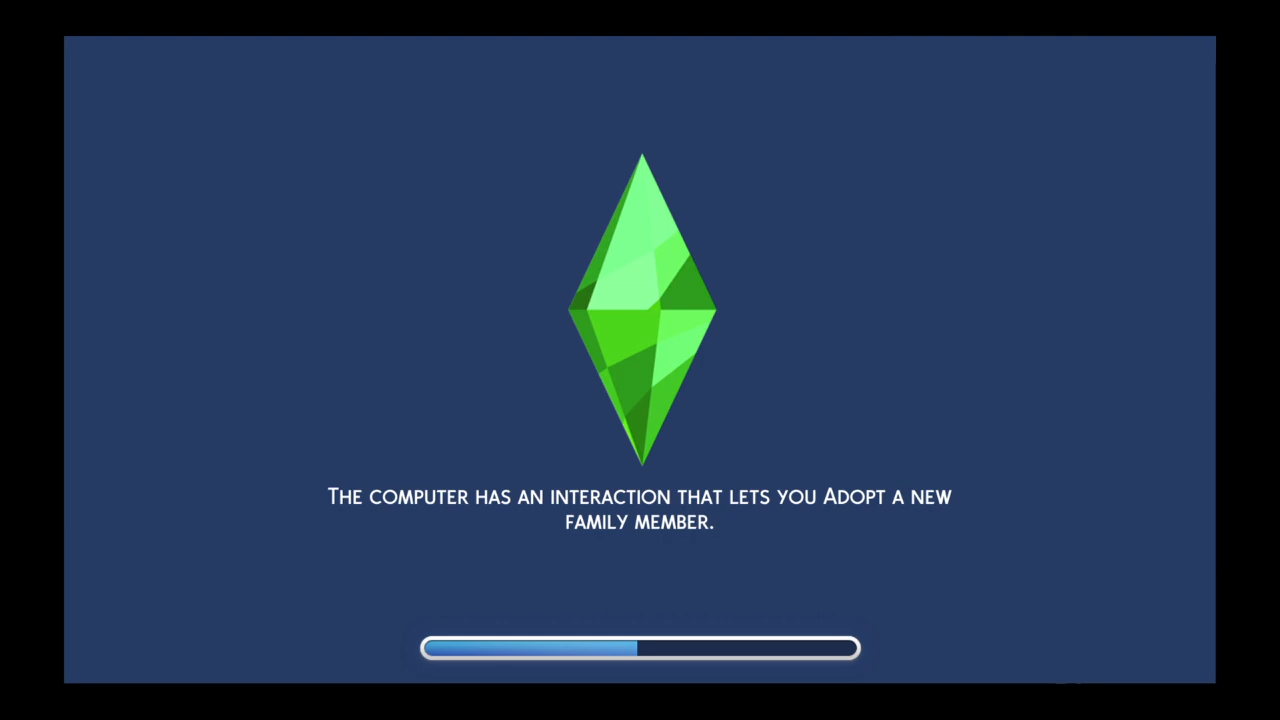 The computer has an interaction that lets you Adopt a new
family member.